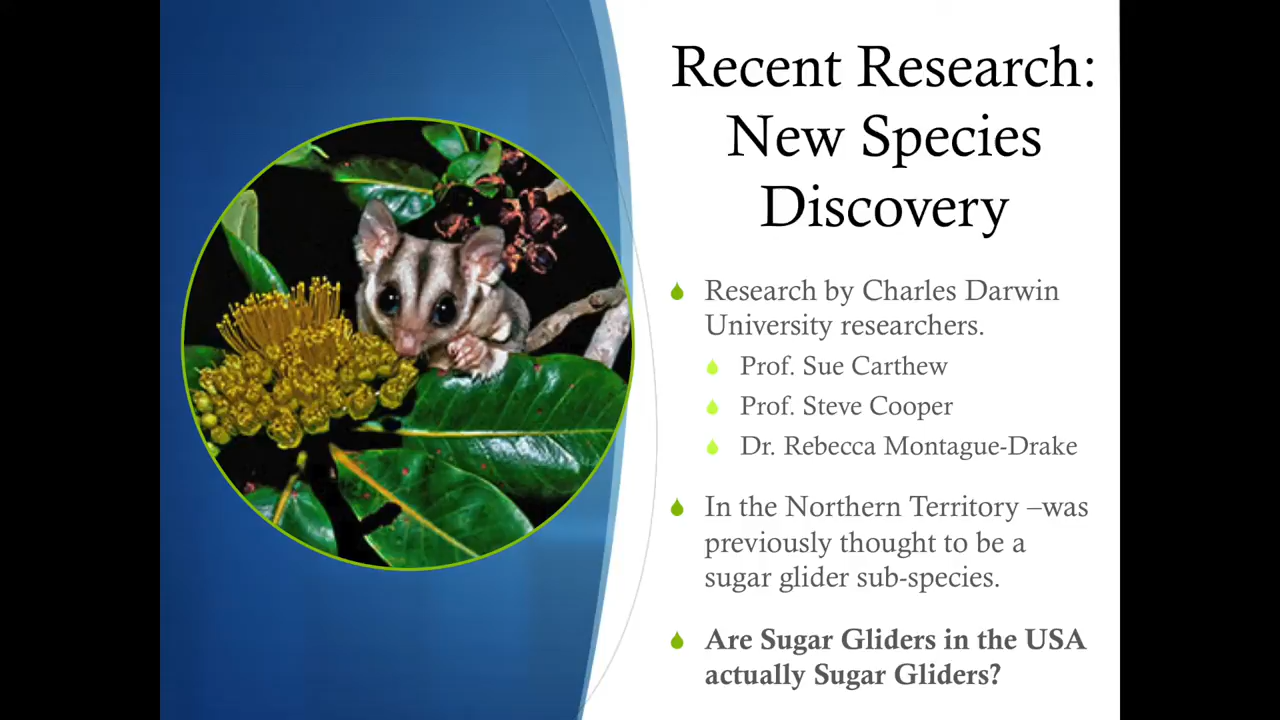 Recent Research:
New Species
Discovery
Research by Charles Darwin
University researchers.
Prof. Sue Carthew
Prof. Steve Cooper
Dr. Rebecca Montague-Drake
In the Northern Territory –was
previously thought to be a
sugar glider sub-species.
Are Sugar Gliders in the USA
actually Sugar Gliders?